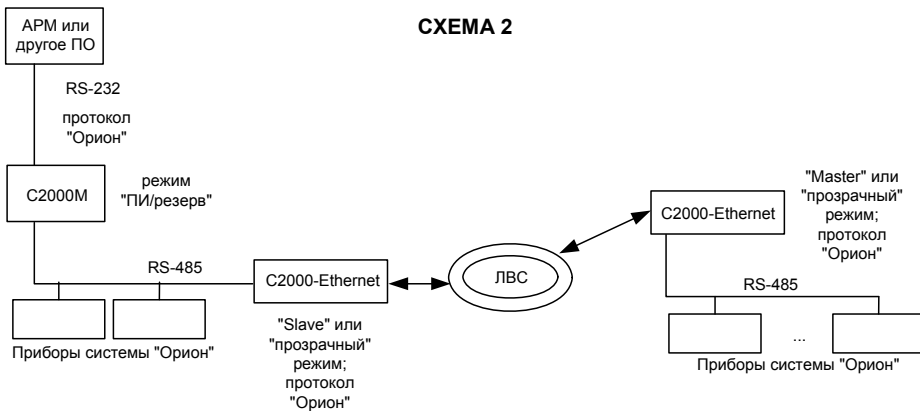 СХЕМА 2
АРМ или
другое ПО
RS-232
протокол
"Орион"
С2000М
режим
"ПИ/резерв"
RS-485
С2000-Ethernet
"Slave" или
"прозрачный"
режим;
протокол
"Орион"
Приборы системы "Орион"
ЛВС
"Master" или
"прозрачный"
режим;
протокол
"Орион"
С2000-Ethernet
RS-485
...
Приборы системы "Орион"